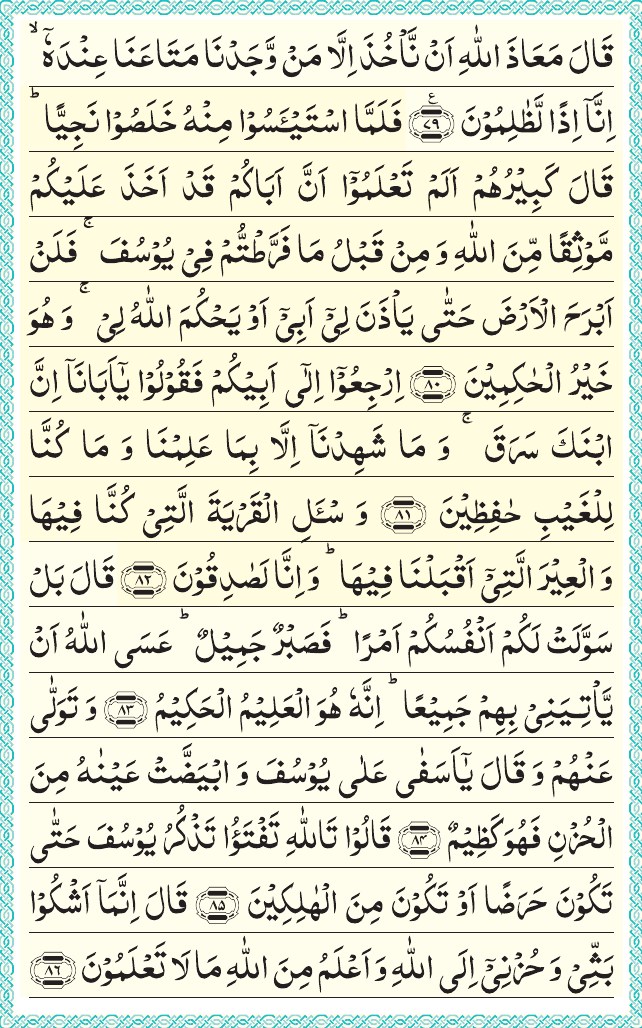 قَالَ مَعَاذَ اللّٰهِ اَنۡ نَّاۡخُذَ اِلَّا مَنۡ وَّجَدۡنَا مَتَاعَنَا عِنۡدَهٗۤ ۙ
اِنَّاۤ اِذًا لَّظٰلِمُوۡنَ ﴿۷۹﴾ؑ فَلَمَّا اسۡتَيۡـَٔسُوۡا مِنۡهُ خَلَصُوۡا نَجِيًّا ؕ
قَالَ كَبِيۡرُهُمۡ اَلَمۡ تَعۡلَمُوۡۤا اَنَّ اَبَاكُمۡ قَدۡ اَخَذَ عَلَيۡكُمۡ
مَّوۡثِقًا مِّنَ اللّٰهِ وَ مِنۡ قَبۡلُ مَا فَرَّطۡتُّمۡ فِىۡ يُوۡسُفَ ۚ فَلَنۡ
اَبۡرَحَ الۡاَرۡضَ حَتّٰى يَاۡذَنَ لِىۡۤ اَبِىۡۤ اَوۡ يَحۡكُمَ اللّٰهُ لِىۡ ۚ وَ هُوَ
خَيۡرُ الۡحٰكِمِيۡنَ ﴿۸۰﴾ اِرۡجِعُوۡۤا اِلٰٓى اَبِيۡكُمۡ فَقُوۡلُوۡا يٰۤاَبَانَاۤ اِنَّ
ابۡنَكَ سَرَقَ ۚ وَ مَا شَهِدۡنَاۤ اِلَّا بِمَا عَلِمۡنَا وَ مَا كُنَّا
لِلۡغَيۡبِ حٰفِظِيۡنَ ﴿۸۱﴾ وَ سۡـَٔلِ الۡقَرۡيَةَ الَّتِىۡ كُنَّا فِيۡهَا
وَ الۡعِيۡرَ الَّتِىۡۤ اَقۡبَلۡنَا فِيۡهَا ؕ وَ اِنَّا لَصٰدِقُوۡنَ ﴿۸۲﴾ قَالَ بَلۡ
سَوَّلَتۡ لَكُمۡ اَنۡفُسُكُمۡ اَمۡرًا ؕ فَصَبۡرٌ جَمِيۡلٌ ؕ عَسَى اللّٰهُ اَنۡ
يَّاۡتِيَنِىۡ بِهِمۡ جَمِيۡعًا ؕ اِنَّهٗ هُوَ الۡعَلِيۡمُ الۡحَكِيۡمُ ﴿۸۳﴾ وَ تَوَلّٰى
عَنۡهُمۡ وَ قَالَ يٰۤاَسَفٰى عَلٰى يُوۡسُفَ وَ ابۡيَضَّتۡ عَيۡنٰهُ مِنَ
الۡحُزۡنِ فَهُوَ كَظِيۡمٌ ﴿۸۴﴾ قَالُوۡا تَاللّٰهِ تَفۡتَؤُا تَذۡكُرُ يُوۡسُفَ حَتّٰى
تَكُوۡنَ حَرَضًا اَوۡ تَكُوۡنَ مِنَ الۡهٰلِكِيۡنَ ﴿۸۵﴾ قَالَ اِنَّمَاۤ اَشۡكُوۡا
بَثِّىۡ وَ حُزۡنِىۡۤ اِلَى اللّٰهِ وَ اَعۡلَمُ مِنَ اللّٰهِ مَا لَا تَعۡلَمُوۡنَ ﴿۸۶﴾